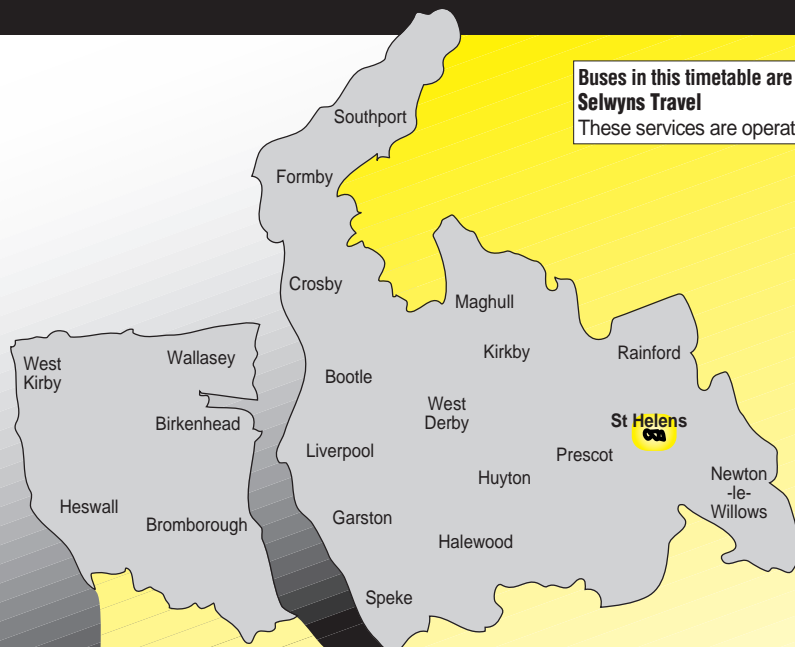 Buses in this timetable are
Selwyns Travel
These services are operat
Southport
Formby
Crosby
Maghull
Kirkby
Rainford
West
Kirby
Wallasey
Bootle
West
Derby
Birkenhead
St Helens
Liverpool
Prescot
Huyton
Newton
-le-
Willows
Heswall
Bromborough
Garston
Halewood
Speke